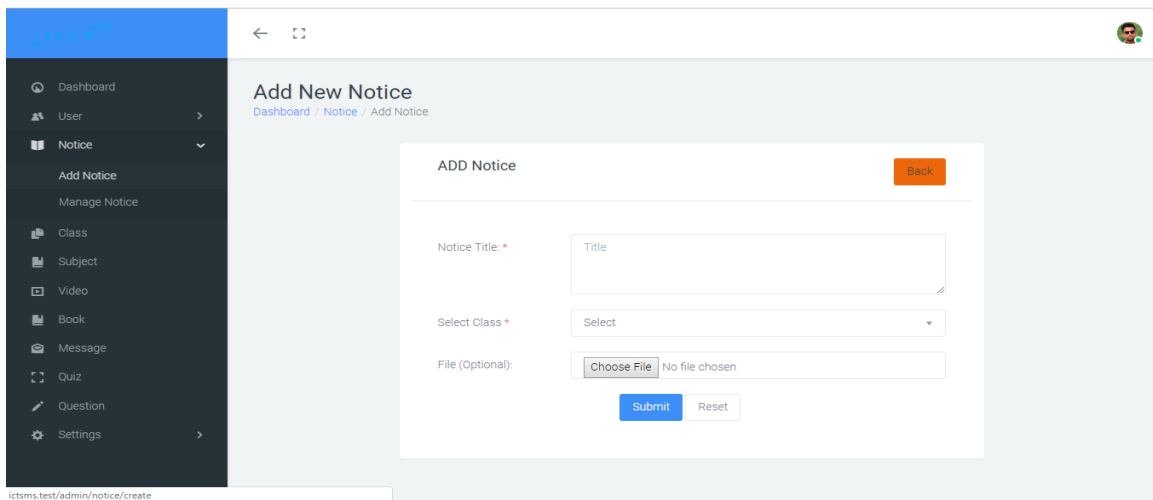 Dashboard
User
Notice
Add Notice
Manage Notice
Class
Subject
Video
Book
Message
Quiz
Question
Settings
ictsms.test/admin/notice/create
Add New Notice
Dashboard / Notice / Add Notice
ADD Notice
Back
Notice Title: *
Title
Select Class *
Select
File (Optional):
Choose File No file chosen
Submit Reset